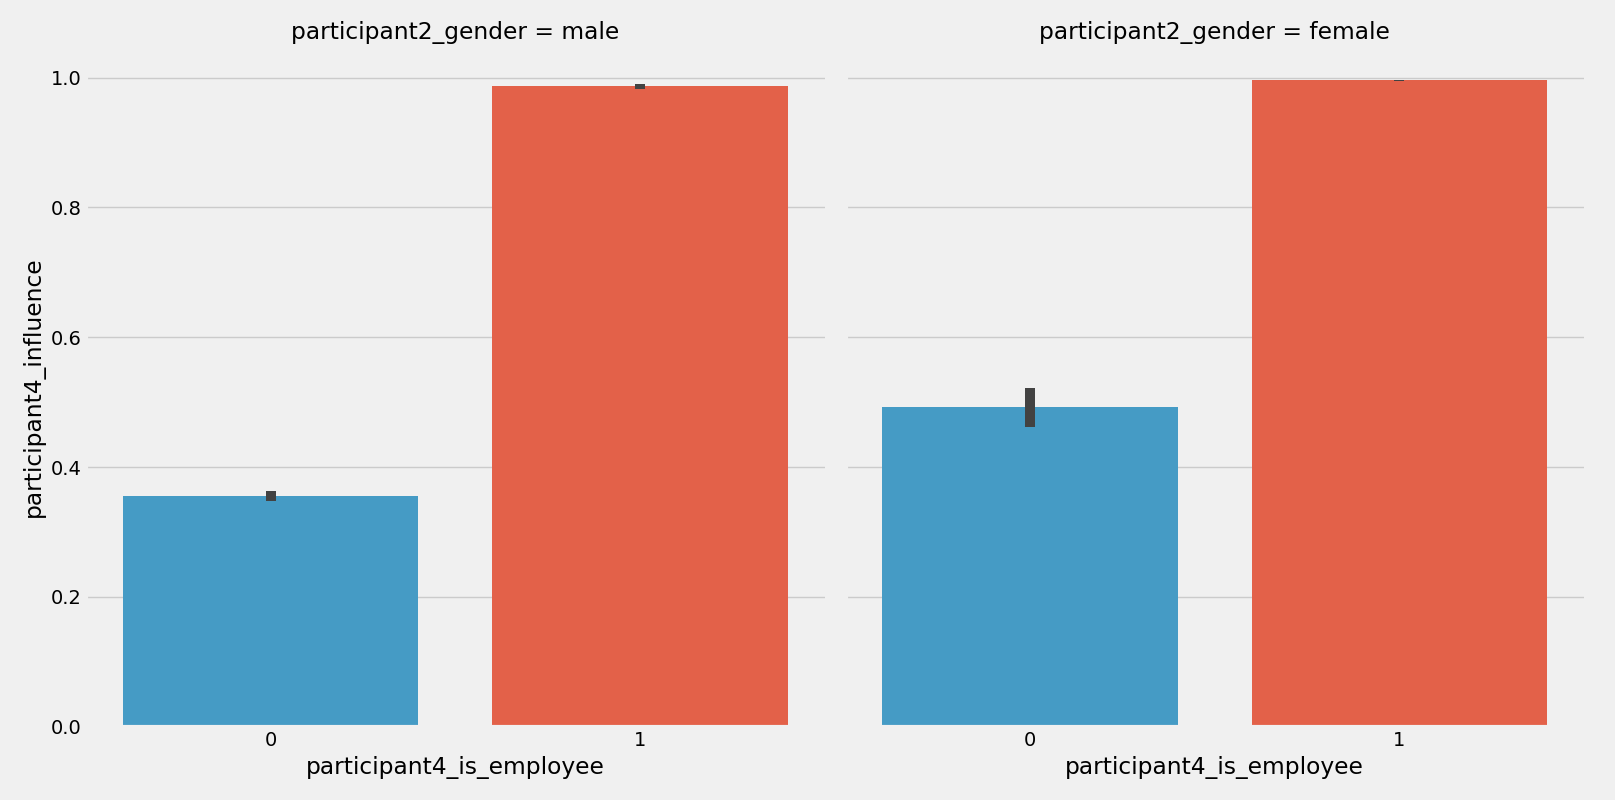 participant2_gender = male
participant2_gender = female
participant4_influence
1.0
0.8
0.6
0.4
0.2
0.0
0
1
0
1
participant4_is_employee
participant4_is_employee